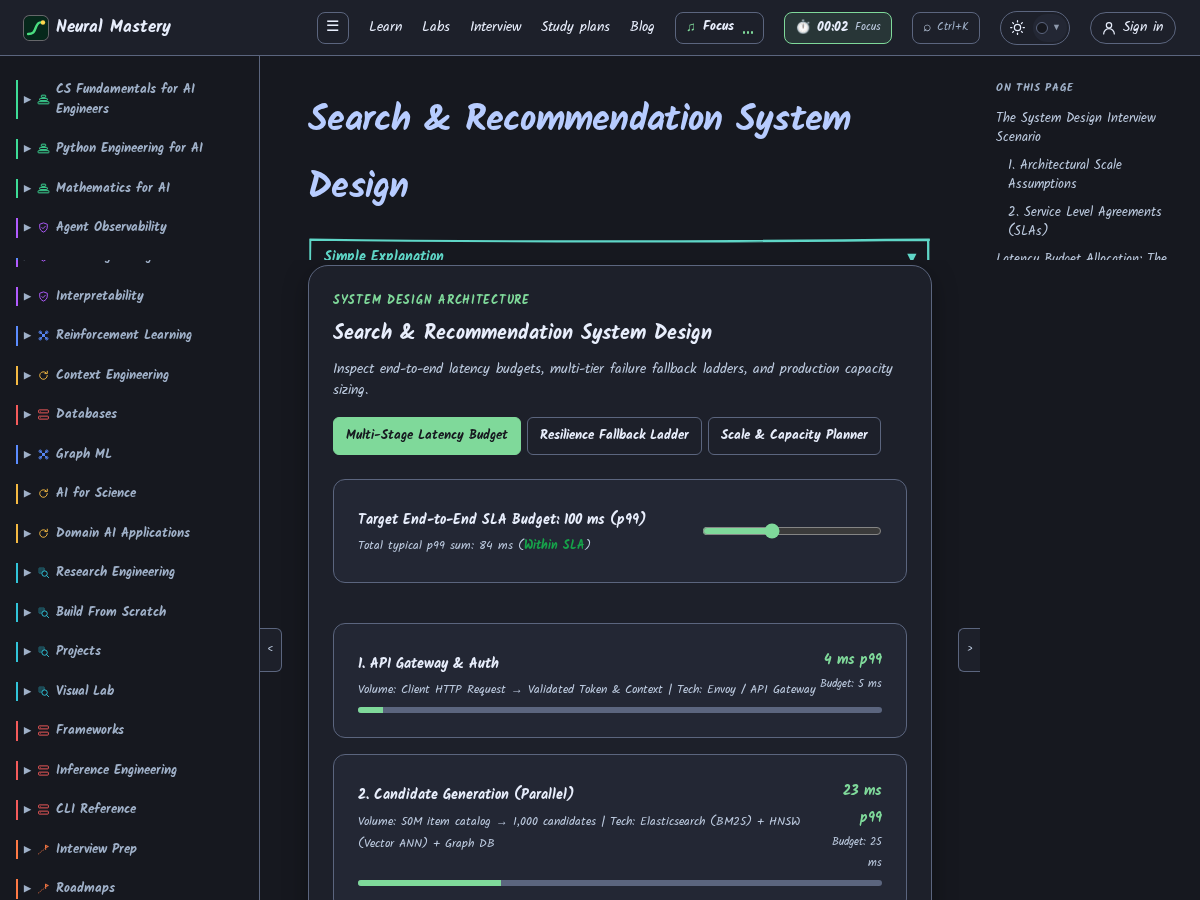 Neural Mastery
☰
Learn
Labs
Interview
Study plans
Blog
♫ Focus ...
00:02 Focus
Ctrl+K
Sign in
CS Fundamentals for AI
Engineers
Python Engineering for AI
Mathematics for AI
Agent Observability
Interpretability
Reinforcement Learning
Context Engineering
Databases
Graph ML
AI for Science
Domain AI Applications
Research Engineering
Build From Scratch
Projects
Visual Lab
Frameworks
Inference Engineering
CLI Reference
Interview Prep
Roadmaps
<
Search & Recommendation System
Design
Simple Explanation
SYSTEM DESIGN ARCHITECTURE
Search & Recommendation System Design
Inspect end-to-end latency budgets, multi-tier failure fallback ladders, and production capacity
sizing.
Multi-Stage Latency Budget
Resilience Fallback Ladder
Scale & Capacity Planner
Target End-to-End SLA Budget: 100 ms (p99)
Total typical p99 sum: 84 ms (Within SLA)
1. API Gateway & Auth
4 ms p99
Volume: Client HTTP Request → Validated Token & Context | Tech: Envoy / API Gateway
Budget: 5 ms
2. Candidate Generation (Parallel)
23 ms
p99
Volume: 50M item catalog → 1,000 candidates | Tech: Elasticsearch (BM25) + HNSW
(Vector ANN) + Graph DB
Budget: 25
ms
>
ON THIS PAGE
The System Design Interview
Scenario
1. Architectural Scale
Assumptions
2. Service Level Agreements
(SLAs)
Latency Budget Allocation: The